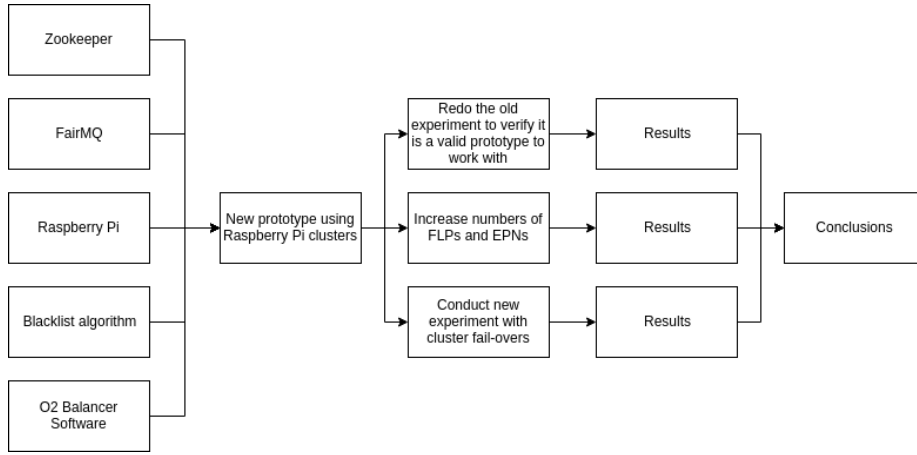 Zookeeper
FairMQ
Raspberry Pi
Blacklist algorithm
O2 Balancer
Software
New prototype using
Raspberry Pi clusters
Redo the old
experiment to verify it
is a valid prototype to
work with
Increase numbers of
FLPs and EPNs
Conduct new
experiment with
cluster fail-overs
Results
Results
Results
Conclusions